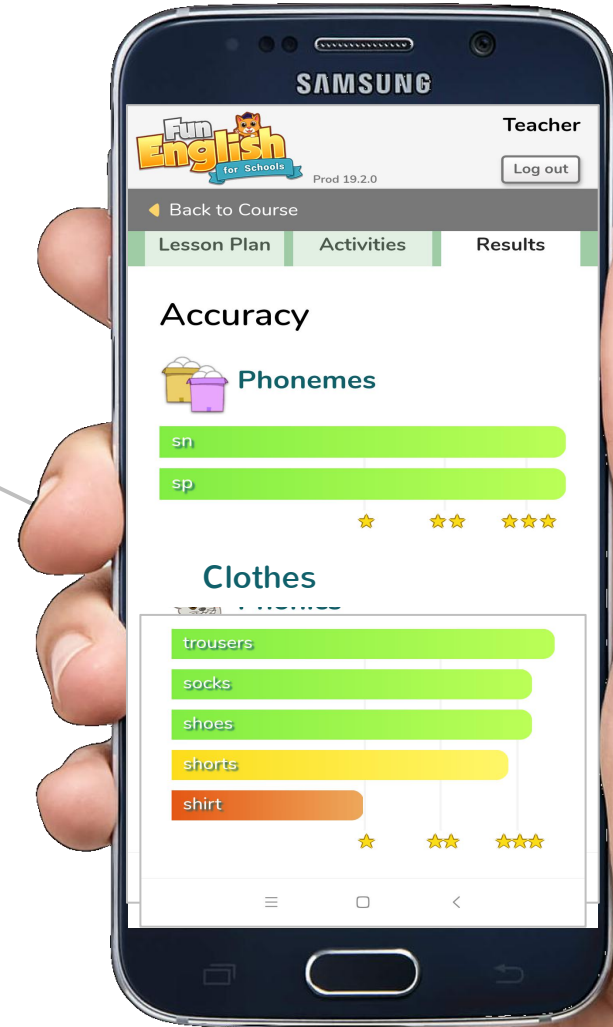 SAMSUNG
Fun
English
for Schools
Prod 19.2.0
Teacher
Log out
Back to Course
Lesson Plan Activities Results
Accuracy
Phonemes
sn
sp
Clothes
trousers
socks
shoes
shorts
shirt